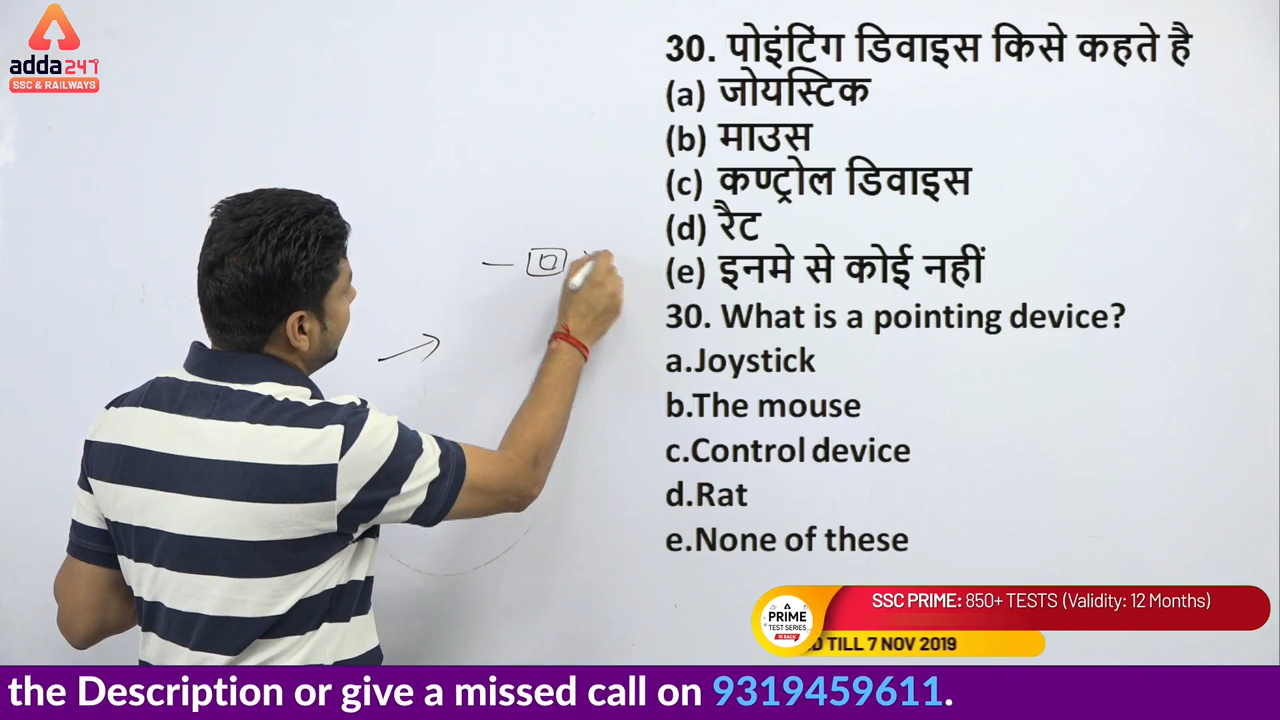 adda247
SSC & RAILWAYS
30. पोइंटिंग डिवाइस किसे कहते है
(a) जोयस्टिक
(b) माउस
(c) कण्ट्रोल डिवाइस
(d) रैट
(e) इनमे से कोई नहीं
30. What is a pointing device?
a.Joystick
b.The mouse
c.Control device
d.Rat
e.None of these
PRIME
TEST SERIES
SSC PRIME: 850+ TESTS (Validity: 12 Months)
TILL 7 NOV 2019
the Description or give a missed call on 9319459611.